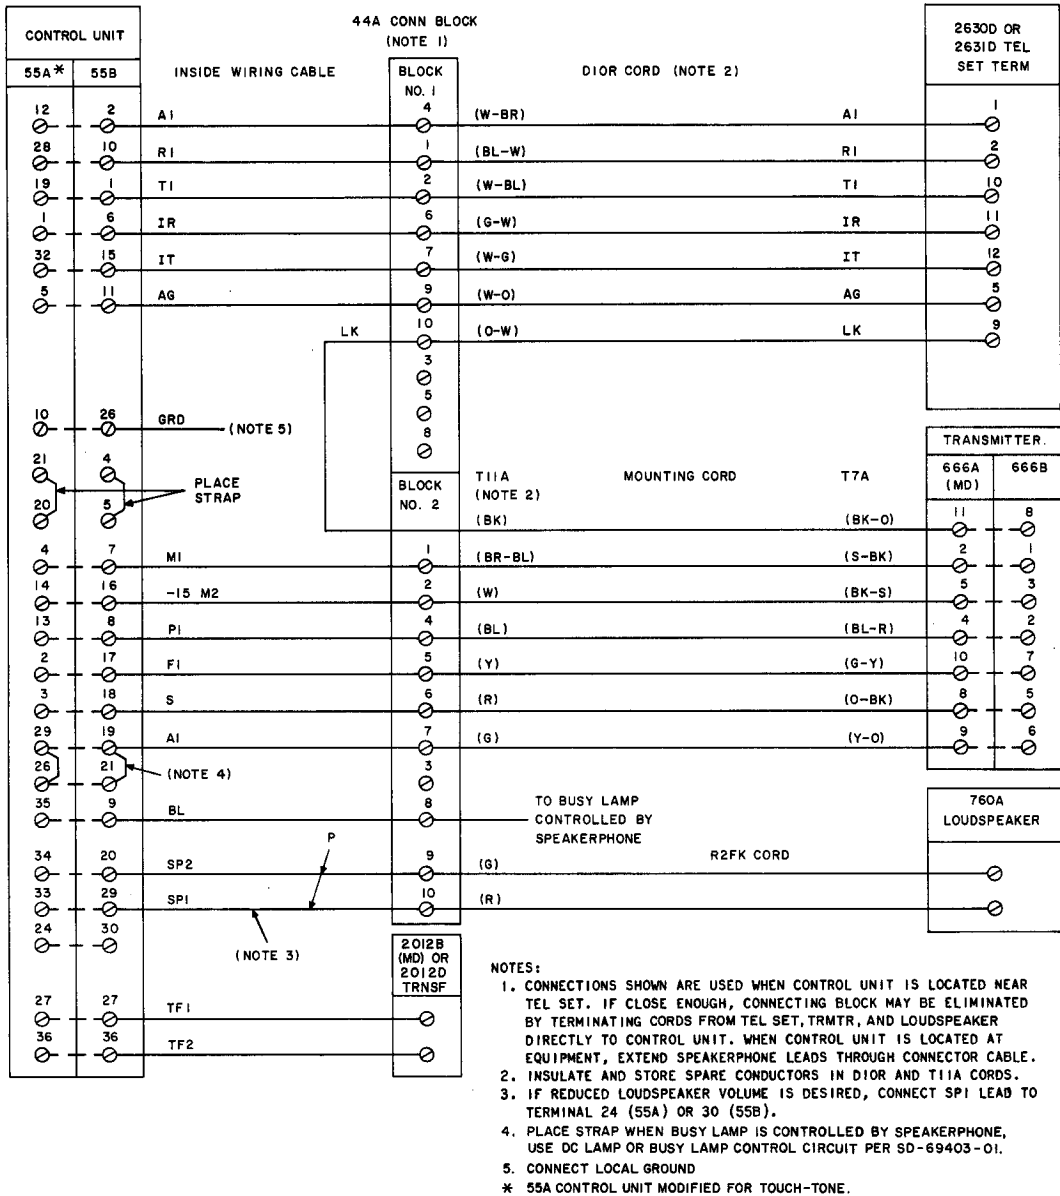 CONTROL UNIT
55A* 55B
INSIDE WIRING CABLE
44A CONN BLOCK
(NOTE 1)
BLOCK
NO. 1
DIOR CORD (NOTE 2)
2630D OR
2631D TEL
SET TERM
12 2 A1 4 (W-BR) A1 1
28 10 R1 1 (BL-W) R1 2
19 1 T1 2 (W-BL) T1 10
1 6 IR 6 (G-W) IR 11
32 15 IT 7 (W-G) IT 12
5 11 AG 9 (W-O) AG 5
LK 10 (O-W) LK 9
3
5
8
10 26 GRD (NOTE 5)
21 4
PLACE
STRAP
20 5
BLOCK
NO. 2
T11A
(NOTE 2)
MOUNTING CORD
T7A
TRANSMITTER.
666A
(MD)
666B
(BK) (BK-O) 11 8
4 7 M1 1 (BR-BL) (S-BK) 2 1
14 16 -15 M2 2 (W) (BK-S) 5 3
13 8 P1 4 (BL) (BL-R) 4 2
2 17 F1 5 (Y) (G-Y) 10 7
3 18 S 6 (R) (O-BK) 8 5
29 19 A1 7 (G) (Y-O) 9 6
26 21 (NOTE 4) 3
35 9 BL 8
TO BUSY LAMP
CONTROLLED BY
SPEAKERPHONE
760A
LOUDSPEAKER
P
34 20 SP2 9 (G) R2FK CORD
33 29 SP1 10 (R)
24 30
(NOTE 3)
2012B
(MD) OR
2012D
TRNSF
27 27 TF1
36 36 TF2
NOTES:
1. CONNECTIONS SHOWN ARE USED WHEN CONTROL UNIT IS LOCATED NEAR
TEL SET. IF CLOSE ENOUGH, CONNECTING BLOCK MAY BE ELIMINATED
BY TERMINATING CORDS FROM TEL SET, TRMTR, AND LOUDSPEAKER
DIRECTLY TO CONTROL UNIT. WHEN CONTROL UNIT IS LOCATED AT
EQUIPMENT, EXTEND SPEAKERPHONE LEADS THROUGH CONNECTOR CABLE.
2. INSULATE AND STORE SPARE CONDUCTORS IN D10R AND T11A CORDS.
3. IF REDUCED LOUDSPEAKER VOLUME IS DESIRED, CONNECT SP1 LEAD TO
TERMINAL 24 (55A) OR 30 (55B).
4. PLACE STRAP WHEN BUSY LAMP IS CONTROLLED BY SPEAKERPHONE,
USE DC LAMP OR BUSY LAMP CONTROL CIRCUIT PER SD-69403-01.
5. CONNECT LOCAL GROUND
* 55A CONTROL UNIT MODIFIED FOR TOUCH-TONE.